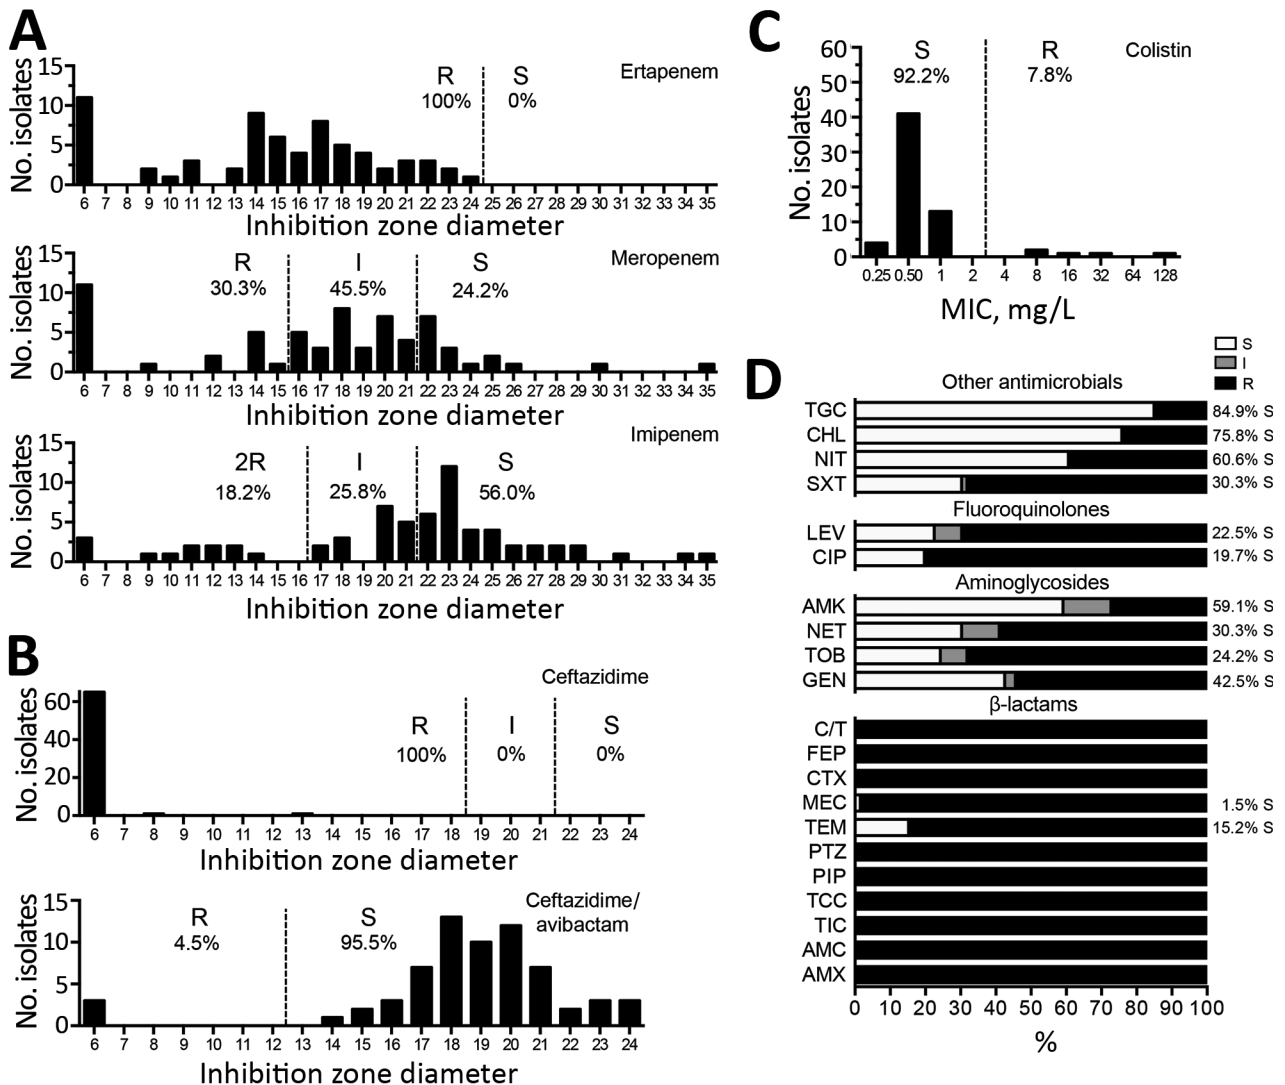 A
Ertapenem
No. isolates
15
10
5
0
R
100%
S
0%
6 7 8 9 10 11 12 13 14 15 16 17 18 19 20 21 22 23 24 25 26 27 28 29 30 31 32 33 34 35
Inhibition zone diameter
Meropenem
No. isolates
15
10
5
0
R
30.3%
I
45.5%
S
24.2%
6 7 8 9 10 11 12 13 14 15 16 17 18 19 20 21 22 23 24 25 26 27 28 29 30 31 32 33 34 35
Inhibition zone diameter
Imipenem
No. isolates
15
10
5
0
2R
18.2%
I
25.8%
S
56.0%
6 7 8 9 10 11 12 13 14 15 16 17 18 19 20 21 22 23 24 25 26 27 28 29 30 31 32 33 34 35
Inhibition zone diameter
B
Ceftazidime
No. isolates
60
40
20
0
R
100%
I
0%
S
0%
6 7 8 9 10 11 12 13 14 15 16 17 18 19 20 21 22 23 24
Inhibition zone diameter
Ceftazidime/
avibactam
No. isolates
15
10
5
0
R
4.5%
S
95.5%
6 7 8 9 10 11 12 13 14 15 16 17 18 19 20 21 22 23 24
Inhibition zone diameter
C
Colistin
No. isolates
60
50
40
30
20
10
0
S
92.2%
R
7.8%
0.25 0.50 1 2 4 8 16 32 64 128
MIC, mg/L
D
S
I
R
Other antimicrobials
TGC 84.9% S
CHL 75.8% S
NIT 60.6% S
SXT 30.3% S
Fluoroquinolones
LEV 22.5% S
CIP 19.7% S
Aminoglycosides
AMK 59.1% S
NET 30.3% S
TOB 24.2% S
GEN 42.5% S
β-lactams
C/T
FEP
CTX
MEC 1.5% S
TEM 15.2% S
PTZ
PIP
TCC
TIC
AMC
AMX
0 10 20 30 40 50 60 70 80 90 100
%